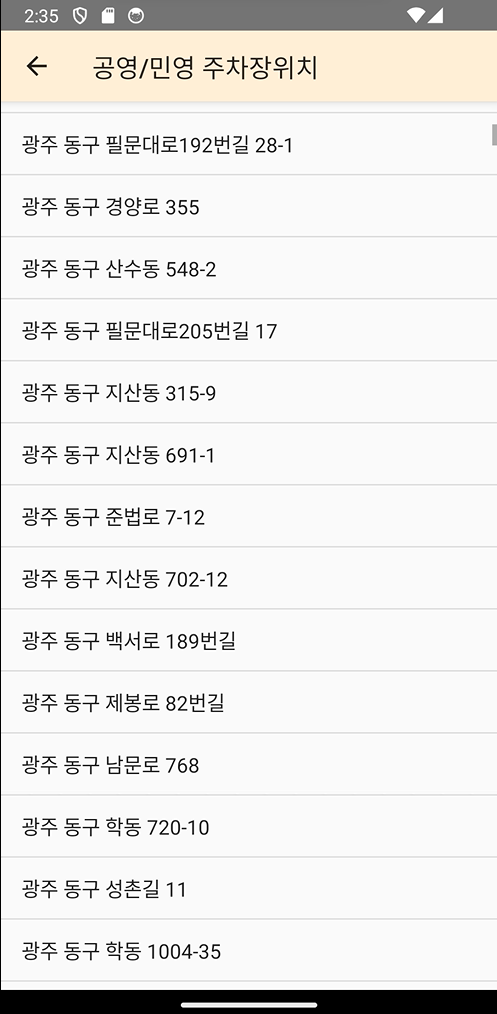 2:35
공영/민영 주차장위치
광주 동구 필문대로192번길 28-1
광주 동구 경양로 355
광주 동구 산수동 548-2
광주 동구 필문대로205번길 17
광주 동구 지산동 315-9
광주 동구 지산동 691-1
광주 동구 준법로 7-12
광주 동구 지산동 702-12
광주 동구 백서로 189번길
광주 동구 제봉로 82번길
광주 동구 남문로 768
광주 동구 학동 720-10
광주 동구 성촌길 11
광주 동구 학동 1004-35